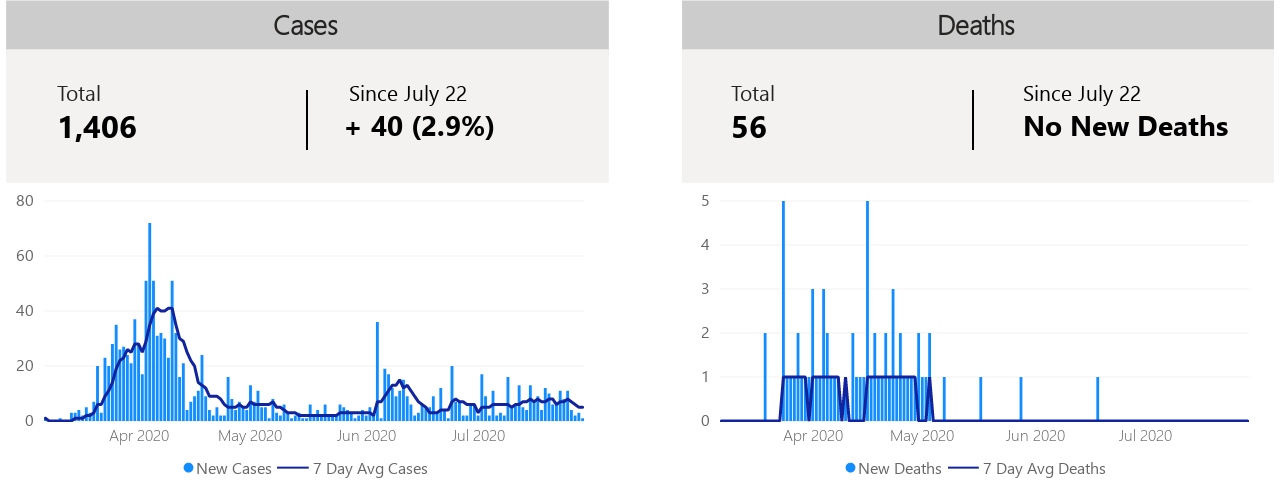 Cases
Total
1,406
Since July 22
+ 40 (2.9%)
80
60
40
20
0
Apr 2020 May 2020 Jun 2020 Jul 2020
New Cases 7 Day Avg Cases
Deaths
Total
56
Since July 22
No New Deaths
5
4
3
2
1
0
Apr 2020 May 2020 Jun 2020 Jul 2020
New Deaths 7 Day Avg Deaths